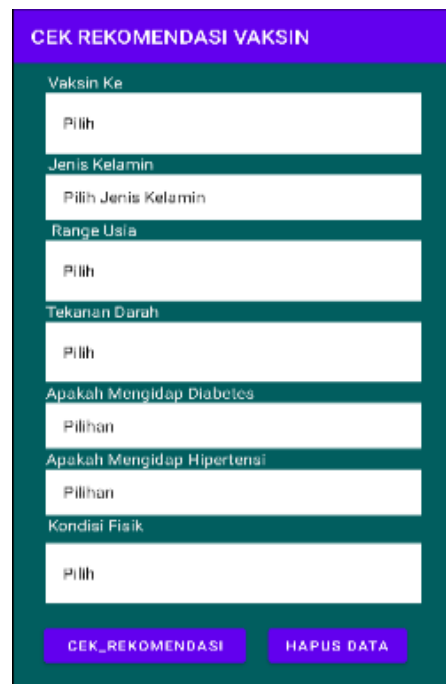 CEK REKOMENDASI VAKSIN
Vaksin Ke
Pilih
Jenis Kelamin
Pilih Jenis Kelamin
Range Usia
Pilih
Tekanan Darah
Pilih
Apakah Mengidap Diabetes
Pilihan
Apakah Mengidap Hipertensi
Pilihan
Kondisi Fisik
Pilih
CEK_REKOMENDASI HAPUS DATA